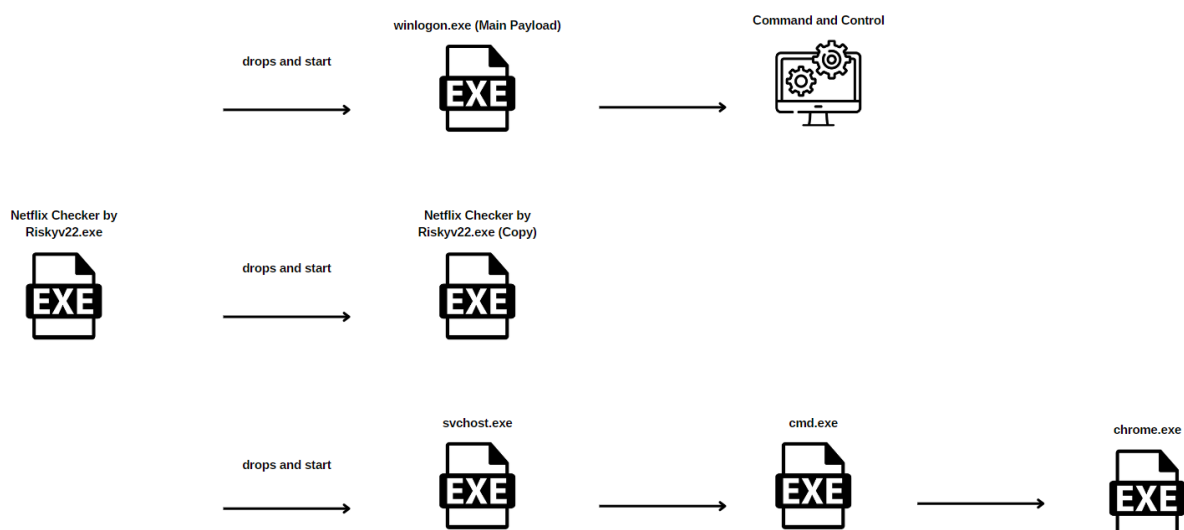 winlogon.exe (Main Payload)
Command and Control
drops and start
EXE
Netflix Checker by
Riskyv22.exe
Netflix Checker by
Riskyv22.exe (Copy)
drops and start
EXE
EXE
svchost.exe
cmd.exe
chrome.exe
drops and start
EXE
EXE
EXE